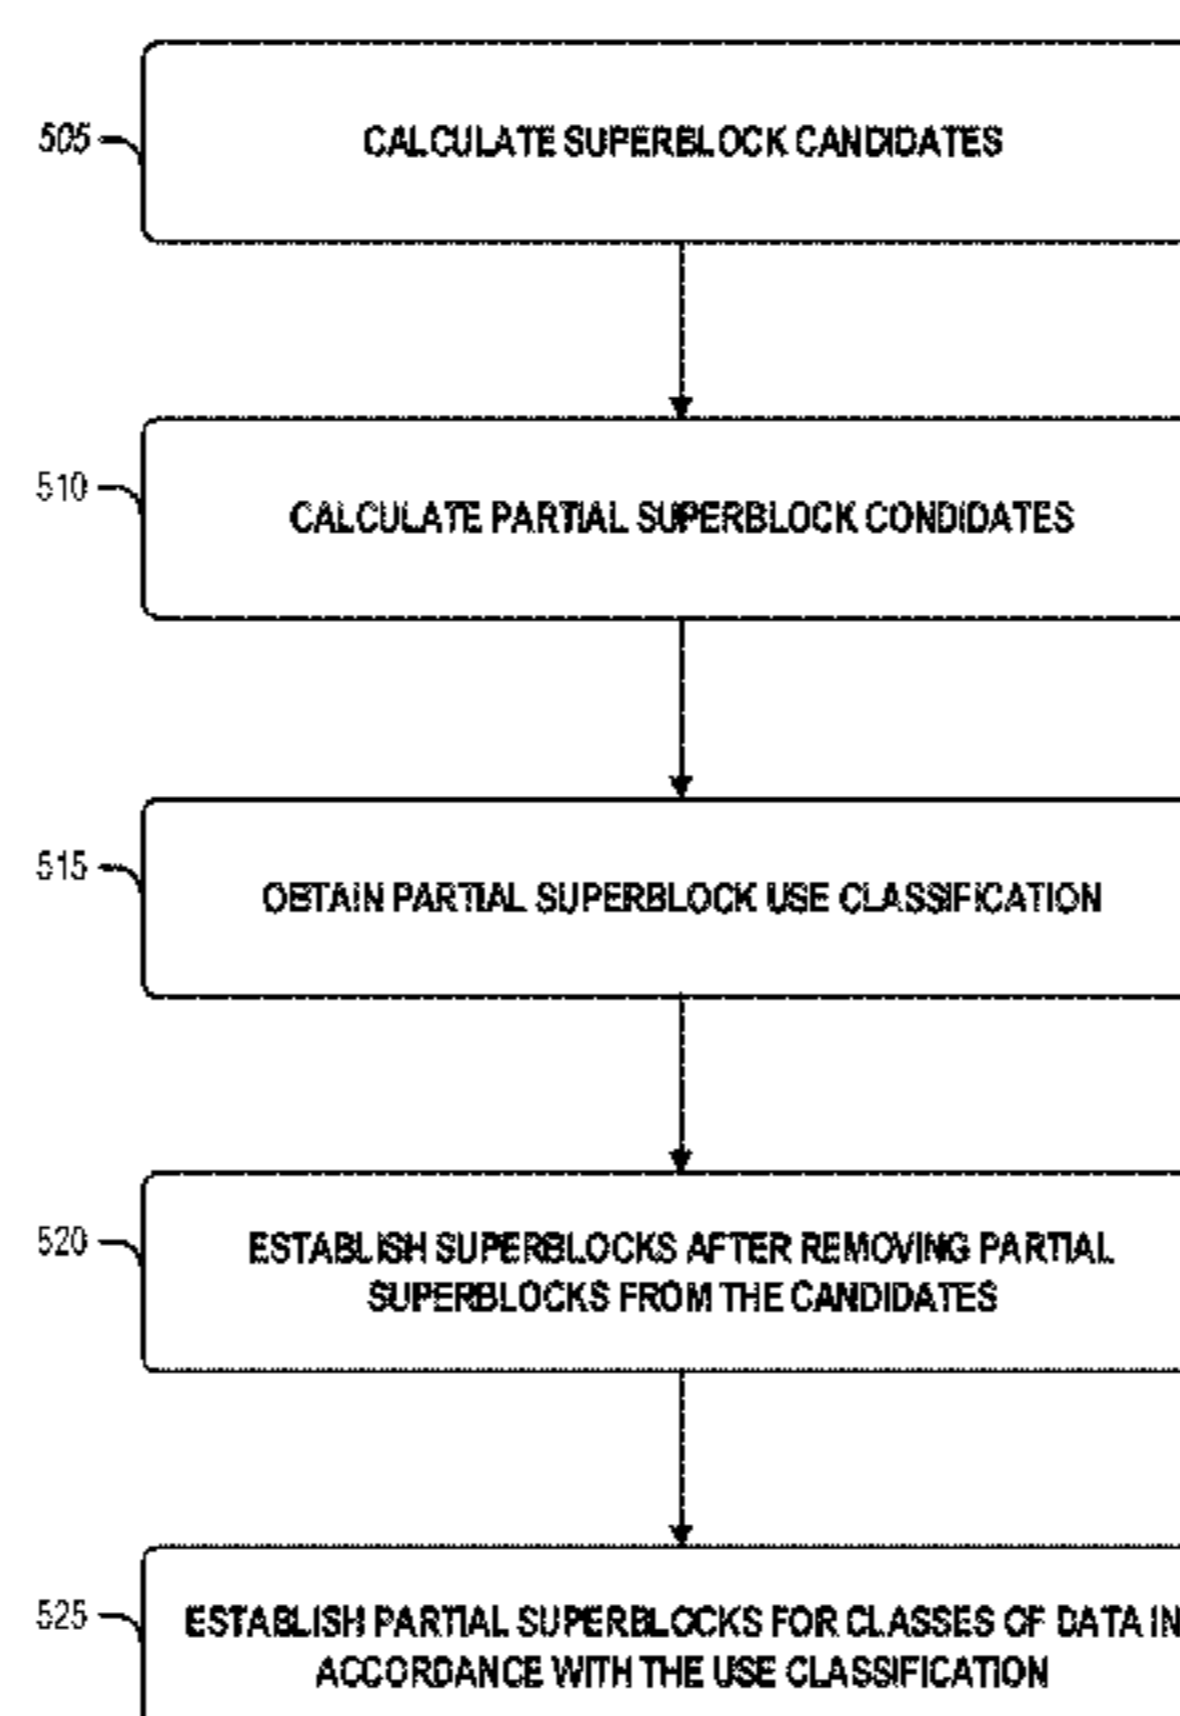 505
CALCULATE SUPERBLOCK CANDIDATES
510
CALCULATE PARTIAL SUPERBLOCK CONDIDATES
515
OBTAIN PARTIAL SUPERBLOCK USE CLASSIFICATION
520
ESTABLISH SUPERBLOCKS AFTER REMOVING PARTIAL
SUPERBLOCKS FROM THE CANDIDATES
525
ESTABLISH PARTIAL SUPERBLOCKS FOR CLASSES OF DATA IN
ACCORDANCE WITH THE USE CLASSIFICATION